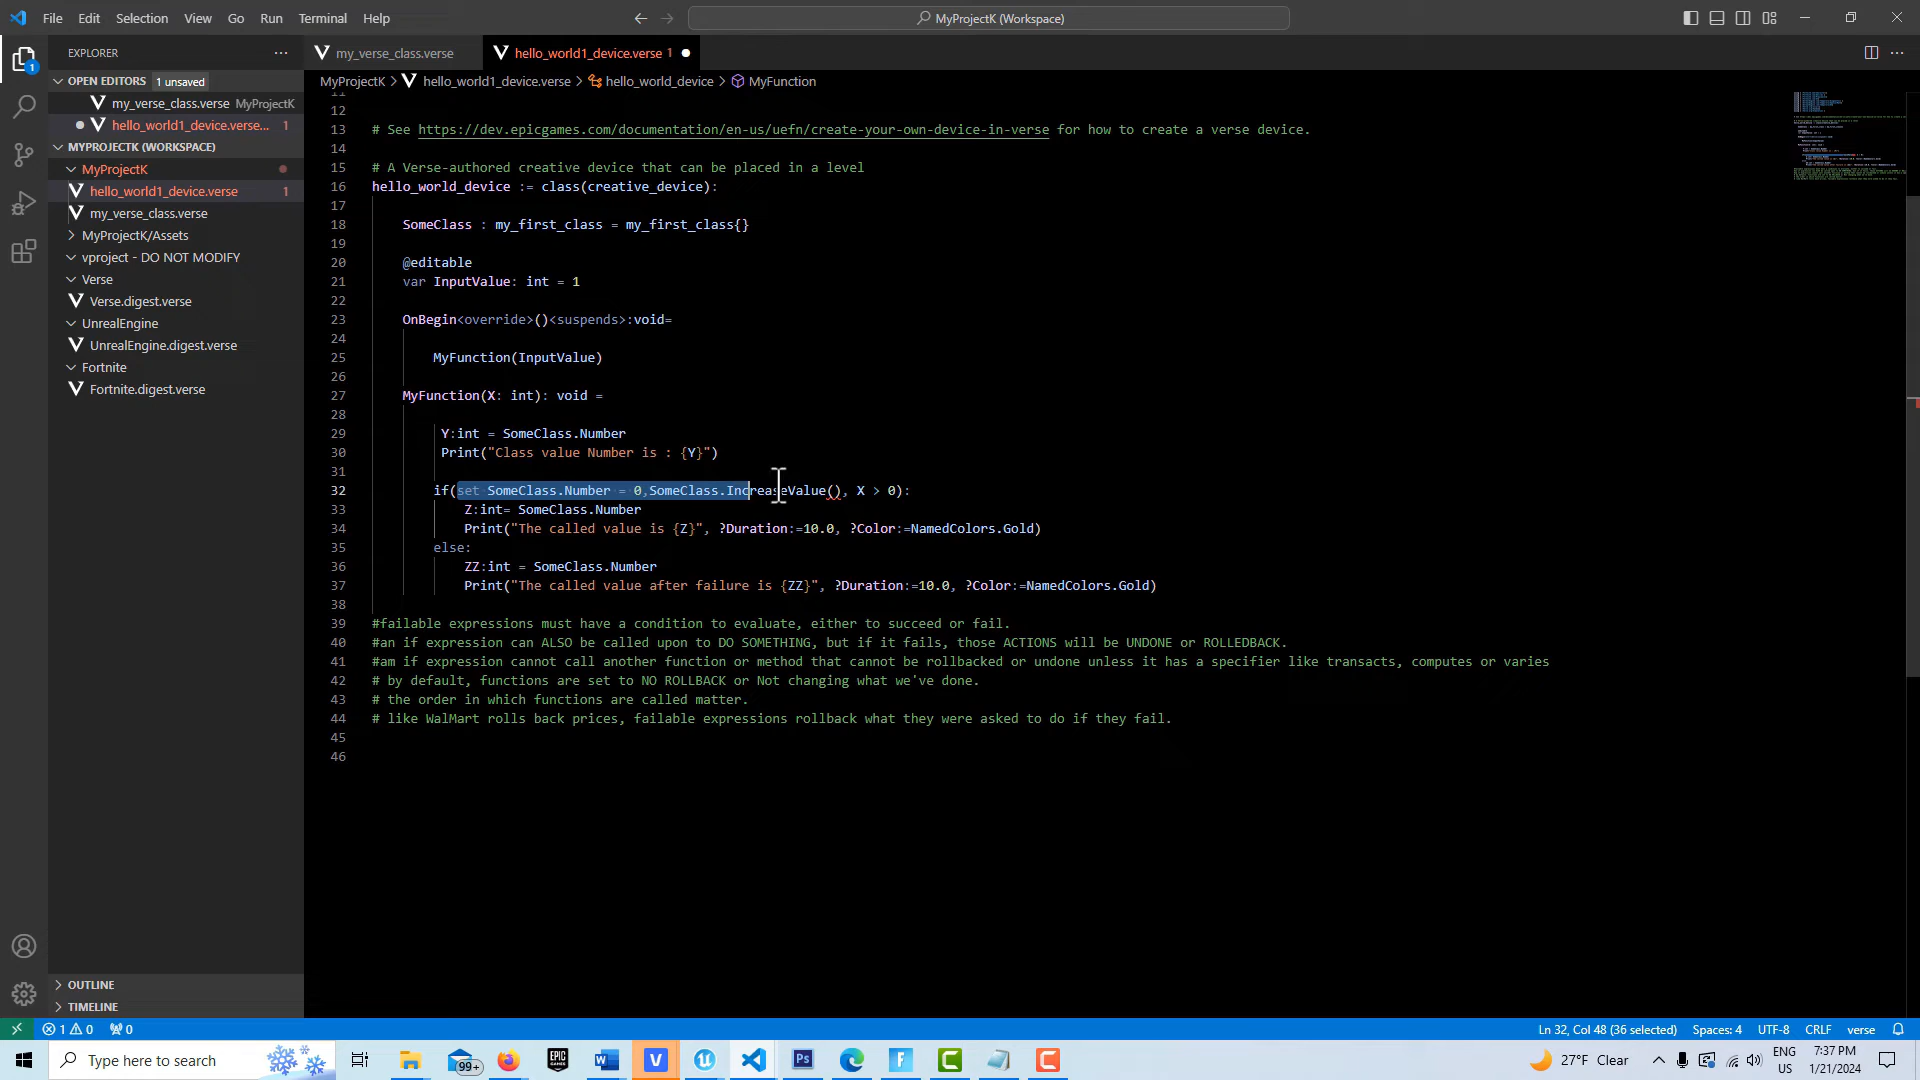 File Edit Selection View Go Run Terminal Help
MyProjectK (Workspace)
EXPLORER
my_verse_class.verse
hello_world1_device.verse 1
OPEN EDITORS 1 unsaved
MyProjectK > hello_world1_device.verse > hello_world_device > MyFunction
my_verse_class.verse MyProjectK
hello_world1_device.verse... 1
MYPROJECTK (WORKSPACE)
MyProjectK
hello_world1_device.verse 1
my_verse_class.verse
MyProjectK/Assets
vproject - DO NOT MODIFY
Verse
Verse.digest.verse
UnrealEngine
UnrealEngine.digest.verse
Fortnite
Fortnite.digest.verse
OUTLINE
TIMELINE
11
12
13 # See https://dev.epicgames.com/documentation/en-us/uefn/create-your-own-device-in-verse for how to create a verse device.
14
15 # A Verse-authored creative device that can be placed in a level
16 hello_world_device := class(creative_device):
17
18 SomeClass : my_first_class = my_first_class{}
19
20 @editable
21 var InputValue: int = 1
22
23 OnBegin<override>()<suspends>:void=
24
25 MyFunction(InputValue)
26
27 MyFunction(X: int): void =
28
29 Y:int = SomeClass.Number
30 Print("Class value Number is : {Y}")
31
32 if(set SomeClass.Number = 0,SomeClass.IncreaseValue(), X > 0):
33 Z:int= SomeClass.Number
34 Print("The called value is {Z}", ?Duration:=10.0, ?Color:=NamedColors.Gold)
35 else:
36 ZZ:int = SomeClass.Number
37 Print("The called value after failure is {ZZ}", ?Duration:=10.0, ?Color:=NamedColors.Gold)
38
39 #failable expressions must have a condition to evaluate, either to succeed or fail.
40 #an if expression can ALSO be called upon to DO SOMETHING, but if it fails, those ACTIONS will be UNDONE or ROLLEDBACK.
41 #am if expression cannot call another function or method that cannot be rollbacked or undone unless it has a specifier like transacts, computes or varies
42 # by default, functions are set to NO ROLLBACK or Not changing what we've done.
43 # the order in which functions are called matter.
44 # like WalMart rolls back prices, failable expressions rollback what they were asked to do if they fail.
45
46
1 0 0
Ln 32, Col 48 (36 selected) Spaces: 4 UTF-8 CRLF verse
Type here to search
99+
27°F Clear
ENG
US
7:37 PM
1/21/2024